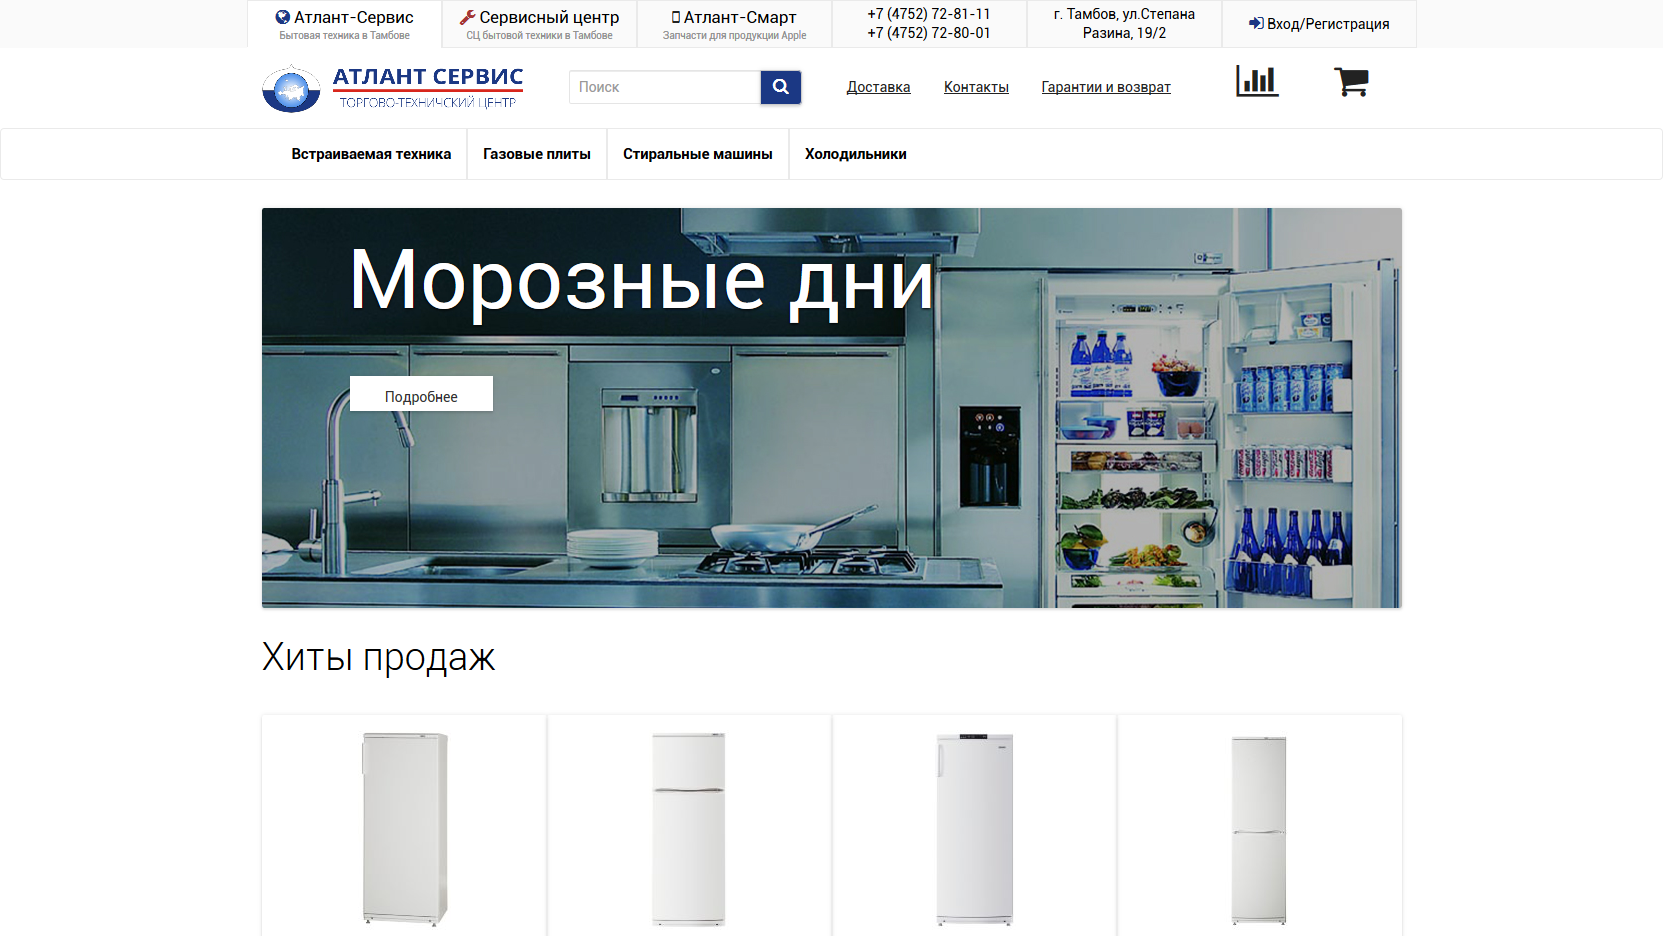 Атлант-Сервис
Бытовая техника в Тамбове
Сервисный центр
СЦ бытовой техники в Тамбове
Атлант-Смарт
Запчасти для продукции Apple
+7 (4752) 72-81-11
+7 (4752) 72-80-01
г. Тамбов, ул.Степана
Разина, 19/2
Вход/Регистрация
АТЛАНТ СЕРВИС
ТОРГОВО-ТЕХНИЧСКИЙ ЦЕНТР
Поиск
Доставка
Контакты
Гарантии и возврат
Встраиваемая техника
Газовые плиты
Стиральные машины
Холодильники
Морозные дни
Подробнее
Хиты продаж